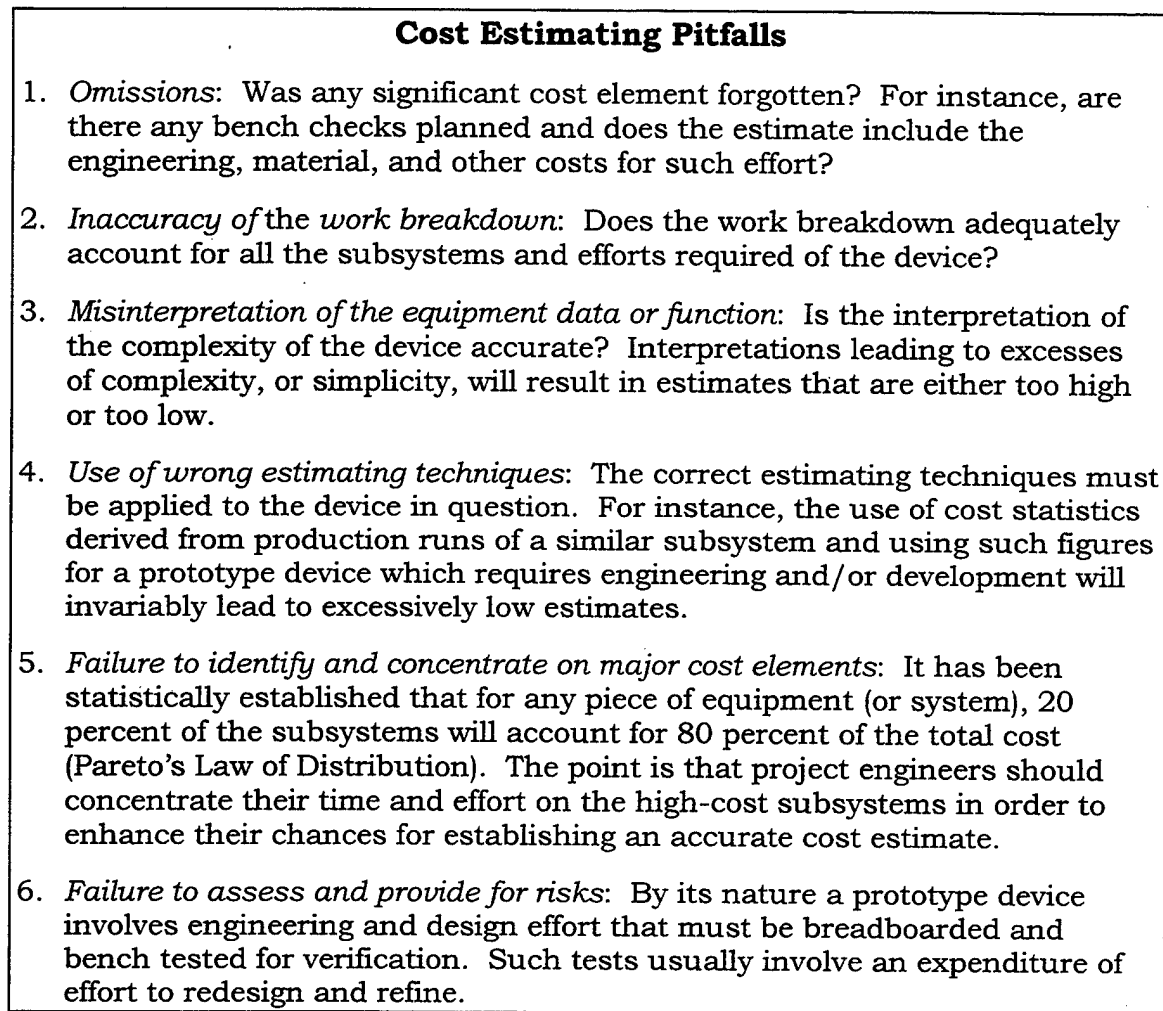 Cost Estimating Pitfalls
1. Omissions: Was any significant cost element forgotten? For instance, are
there any bench checks planned and does the estimate include the
engineering, material, and other costs for such effort?
2. Inaccuracy of the work breakdown: Does the work breakdown adequately
account for all the subsystems and efforts required of the device?
3. Misinterpretation of the equipment data or function: Is the interpretation of
the complexity of the device accurate? Interpretations leading to excesses
of complexity, or simplicity, will result in estimates that are either too high
or too low.
4. Use of wrong estimating techniques: The correct estimating techniques must
be applied to the device in question. For instance, the use of cost statistics
derived from production runs of a similar subsystem and using such figures
for a prototype device which requires engineering and/or development will
invariably lead to excessively low estimates.
5. Failure to identify and concentrate on major cost elements: It has been
statistically established that for any piece of equipment (or system), 20
percent of the subsystems will account for 80 percent of the total cost
(Pareto's Law of Distribution). The point is that project engineers should
concentrate their time and effort on the high-cost subsystems in order to
enhance their chances for establishing an accurate cost estimate.
6. Failure to assess and provide for risks: By its nature a prototype device
involves engineering and design effort that must be breadboarded and
bench tested for verification. Such tests usually involve an expenditure of
effort to redesign and refine.